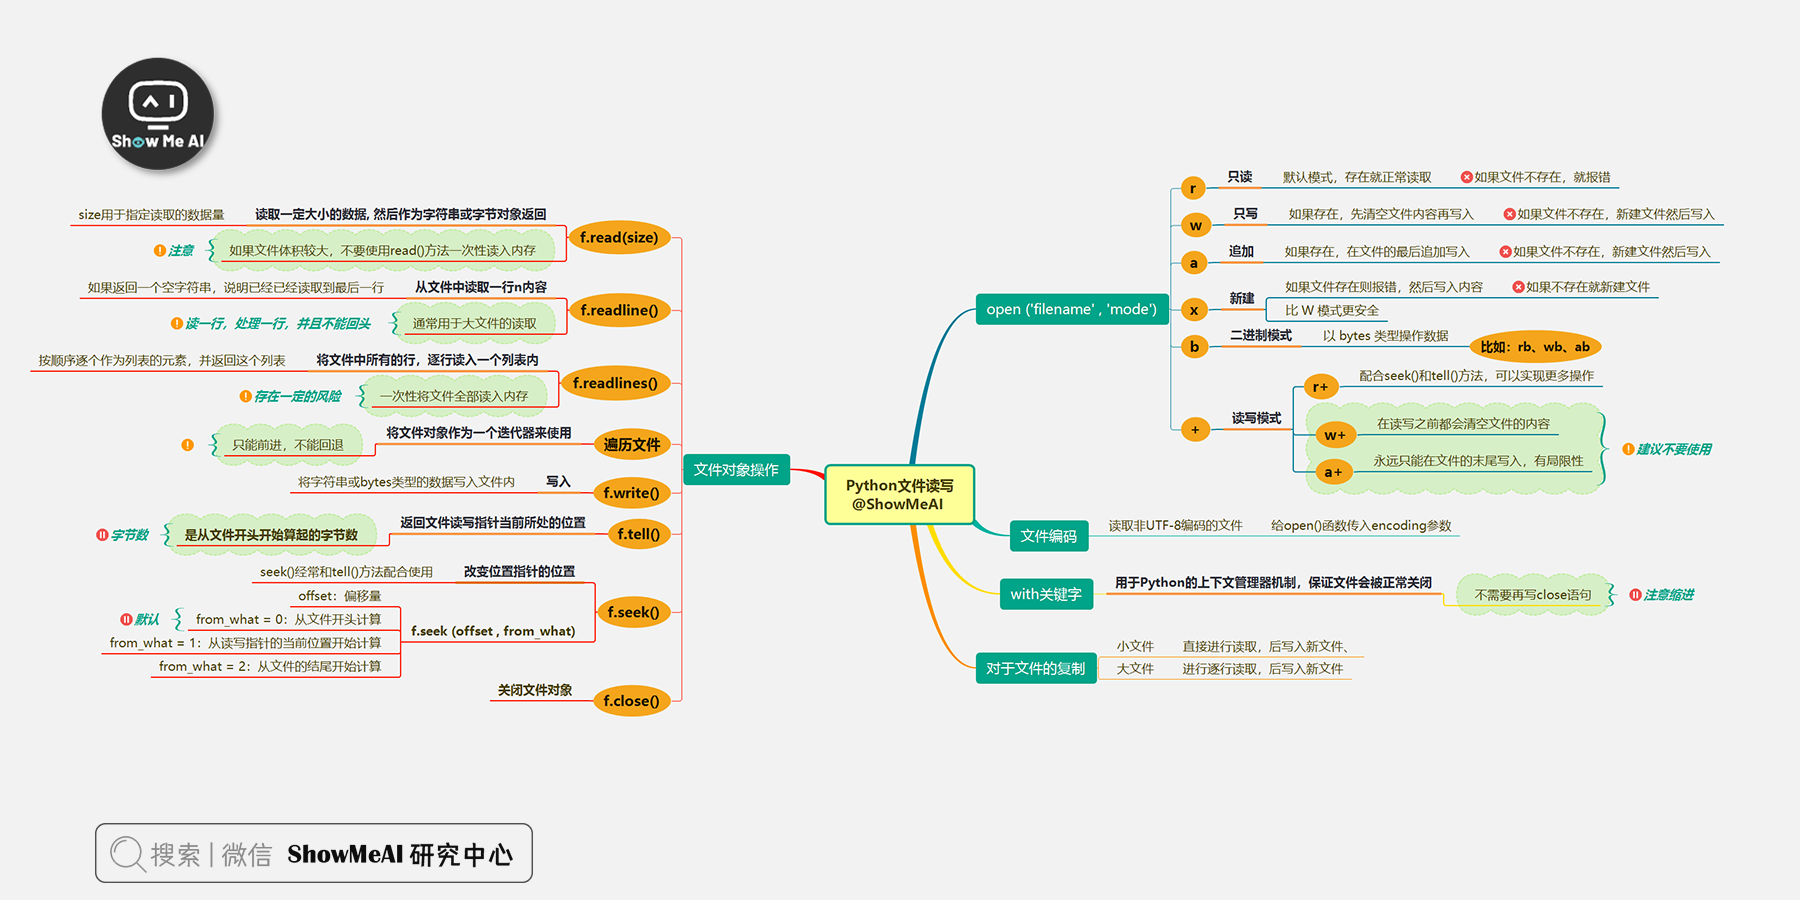 Show Me AI
Python文件读写
@ShowMeAI
文件对象操作
f.read(size)
读取一定大小的数据, 然后作为字符串或字节对象返回
size用于指定读取的数据量
如果文件体积较大，不要使用read()方法一次性读入内存
注意
f.readline()
从文件中读取一行n内容
如果返回一个空字符串，说明已经已经读取到最后一行
通常用于大文件的读取
读一行，处理一行，并且不能回头
f.readlines()
将文件中所有的行，逐行读入一个列表内
按顺序逐个作为列表的元素，并返回这个列表
一次性将文件全部读入内存
存在一定的风险
遍历文件
将文件对象作为一个迭代器来使用
只能前进，不能回退
f.write()
写入
将字符串或bytes类型的数据写入文件内
f.tell()
返回文件读写指针当前所处的位置
是从文件开头开始算起的字节数
字节数
f.seek()
改变位置指针的位置
seek()经常和tell()方法配合使用
f.seek (offset , from_what)
offset：偏移量
from_what = 0：从文件开头计算
默认
from_what = 1：从读写指针的当前位置开始计算
from_what = 2：从文件的结尾开始计算
f.close()
关闭文件对象
open ('filename' , 'mode')
r 只读 默认模式，存在就正常读取 如果文件不存在，就报错
w 只写 如果存在，先清空文件内容再写入 如果文件不存在，新建文件然后写入
a 追加 如果存在，在文件的最后追加写入 如果文件不存在，新建文件然后写入
x 新建 如果文件存在则报错，然后写入内容 如果不存在就新建文件
比 W 模式更安全
b 二进制模式 以 bytes 类型操作数据 比如：rb、wb、ab
+ 读写模式
r+ 配合seek()和tell()方法，可以实现更多操作
w+ 在读写之前都会清空文件的内容
a+ 永远只能在文件的末尾写入，有局限性
建议不要使用
文件编码 读取非UTF-8编码的文件 给open()函数传入encoding参数
with关键字 用于Python的上下文管理器机制，保证文件会被正常关闭
不需要再写close语句
注意缩进
对于文件的复制
小文件 直接进行读取，后写入新文件、
大文件 进行逐行读取，后写入新文件
搜索 | 微信 ShowMeAI 研究中心